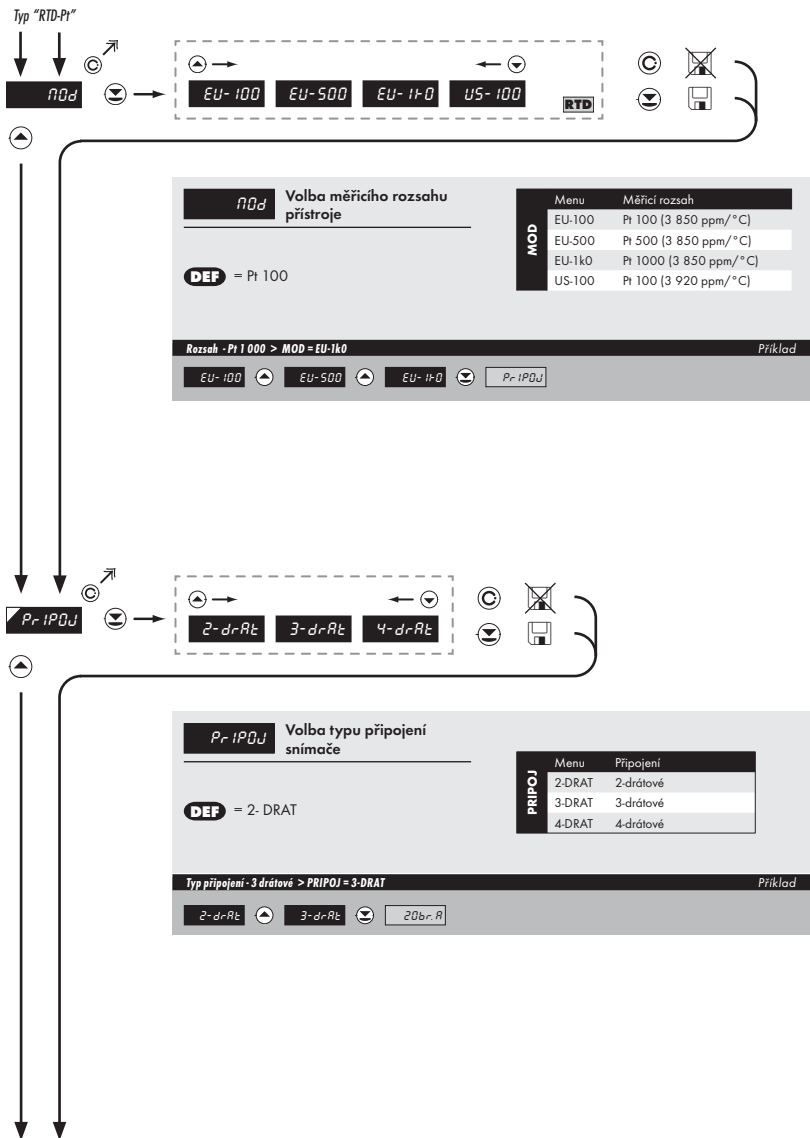 Typ "RTD-Pt"
MOd
EU-100 EU-500 EU-1k0 US-100
RTD
MOd
Volba měřicího rozsahu
přístroje
DEF = Pt 100
MOD
Menu Měřicí rozsah
EU-100 Pt 100 (3 850 ppm/°C)
EU-500 Pt 500 (3 850 ppm/°C)
EU-1k0 Pt 1000 (3 850 ppm/°C)
US-100 Pt 100 (3 920 ppm/°C)
Rozsah - Pt 1 000 > MOD = EU-1k0 Příklad
EU-100 EU-500 EU-1k0 PrIPOJ
PrIPOJ
2-drAt 3-drAt 4-drAt
PrIPOJ
Volba typu připojení
snímače
DEF = 2- DRAT
PRIPOJ
Menu Připojení
2-DRAT 2-drátové
3-DRAT 3-drátové
4-DRAT 4-drátové
Typ připojení - 3 drátové > PRIPOJ = 3-DRAT Příklad
2-drAt 3-drAt ZObr. A